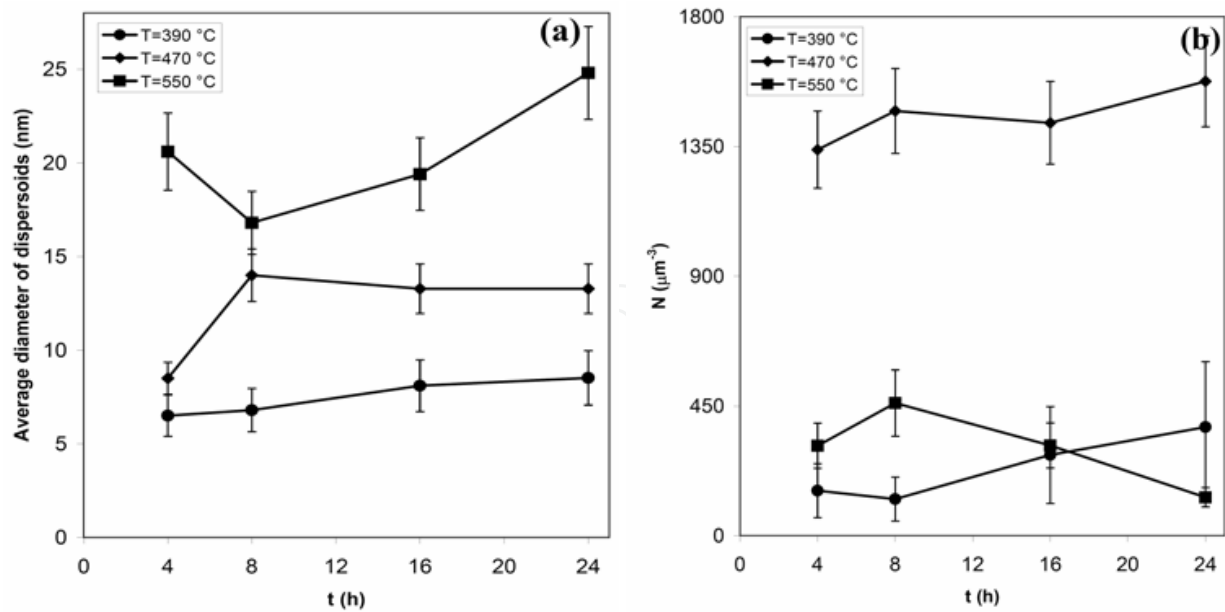 (a)
T=390 °C
T=470 °C
T=550 °C
Average diameter of dispersoids (nm)
25
20
15
10
5
0
0 4 8 12 16 20 24
t (h)
(b)
T=390 °C
T=470 °C
T=550 °C
N (μm⁻³)
1800
1350
900
450
0
0 4 8 12 16 20 24
t (h)